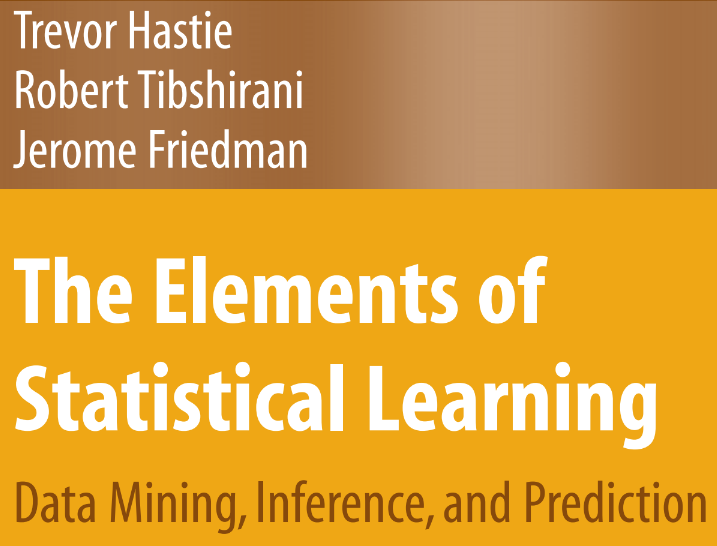 Trevor Hastie
Robert Tibshirani
Jerome Friedman
The Elements of
Statistical Learning
Data Mining, Inference, and Prediction